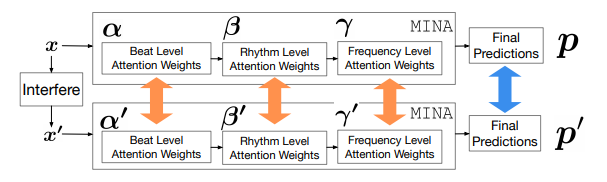 α β γ MINA
x
Beat Level
Attention Weights
Rhythm Level
Attention Weights
Frequency Level
Attention Weights
Final
Predictions
p
Interfere
x′
α′ β′ γ′ MINA
Beat Level
Attention Weights
Rhythm Level
Attention Weights
Frequency Level
Attention Weights
Final
Predictions
p′